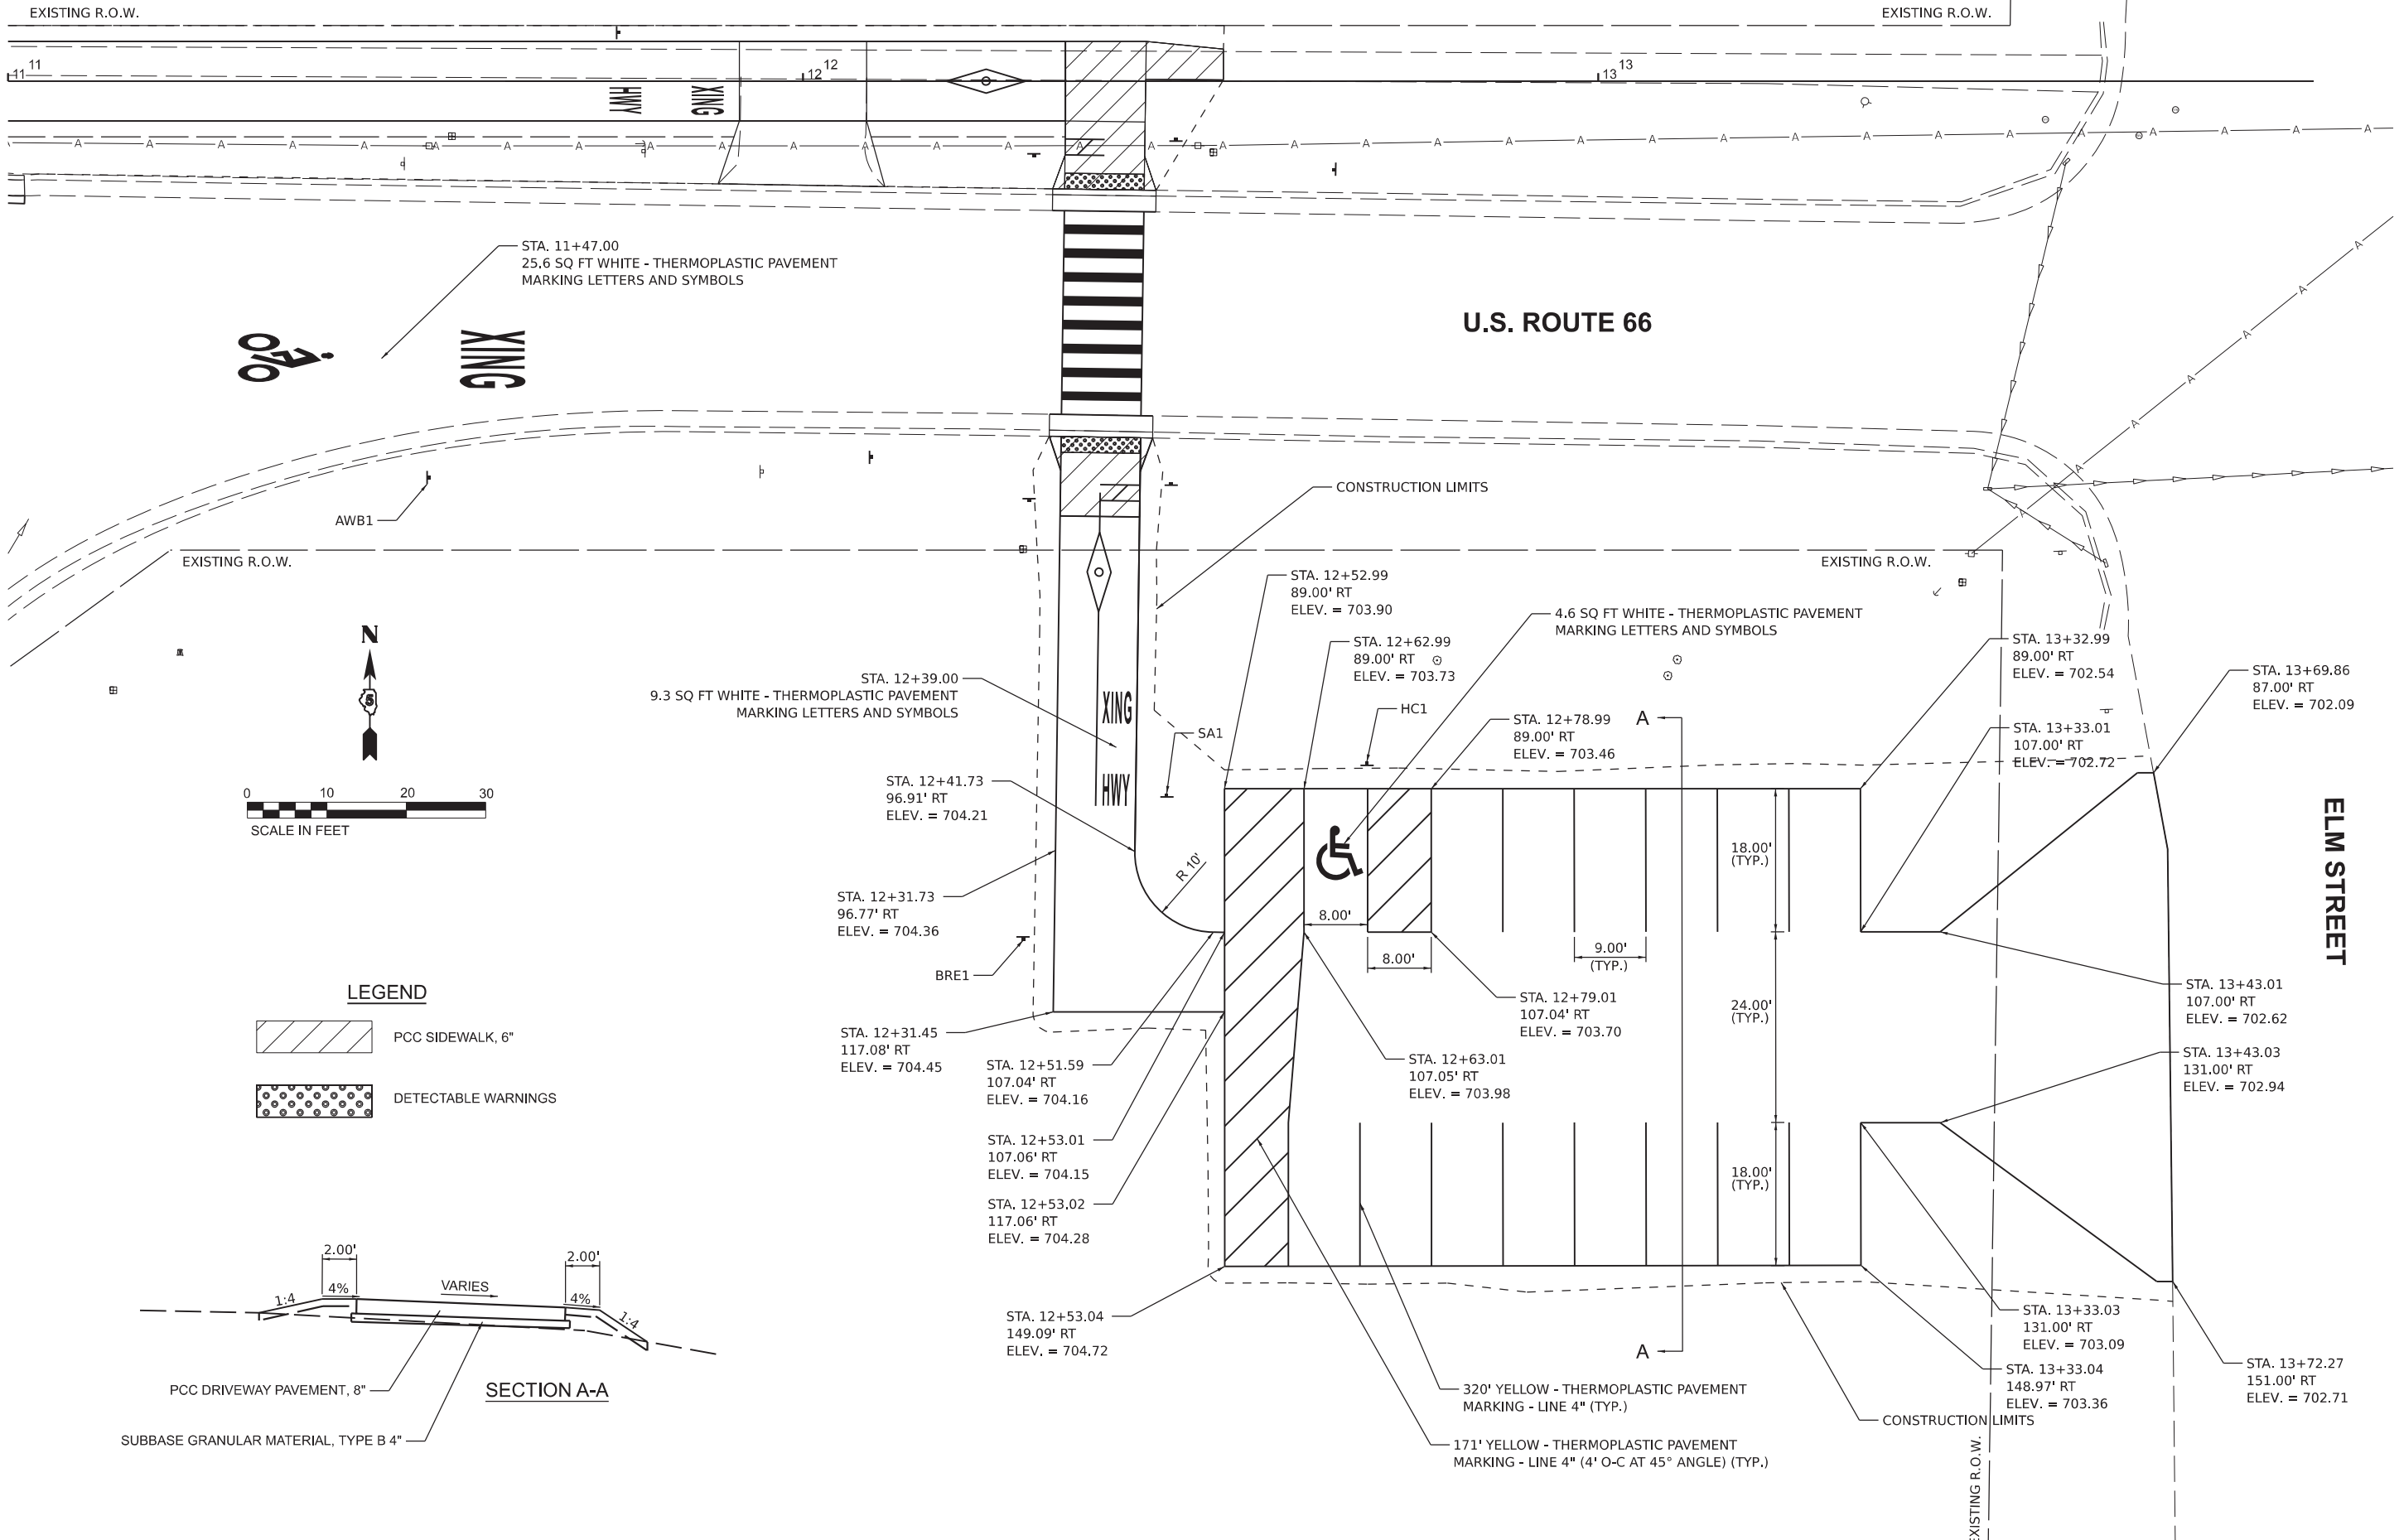 EXISTING R.O.W.
EXISTING R.O.W.
11
11
12
12
13
13
HWY
XING
A A A A A A A A A A A A A A A A A A A A A A A A A A A A A A A A A
STA. 11+47.00
25.6 SQ FT WHITE - THERMOPLASTIC PAVEMENT
MARKING LETTERS AND SYMBOLS
XING
U.S. ROUTE 66
A
A
A
A
A
A
AWB1
CONSTRUCTION LIMITS
EXISTING R.O.W.
EXISTING R.O.W.
N
5
0 10 20 30
SCALE IN FEET
STA. 12+52.99
89.00' RT
ELEV. = 703.90
4.6 SQ FT WHITE - THERMOPLASTIC PAVEMENT
MARKING LETTERS AND SYMBOLS
STA. 12+62.99
89.00' RT
ELEV. = 703.73
STA. 13+32.99
89.00' RT
ELEV. = 702.54
STA. 13+69.86
87.00' RT
ELEV. = 702.09
STA. 12+39.00
9.3 SQ FT WHITE - THERMOPLASTIC PAVEMENT
MARKING LETTERS AND SYMBOLS
XING
HWY
HC1
SA1
STA. 12+78.99
89.00' RT
ELEV. = 703.46
A
STA. 13+33.01
107.00' RT
ELEV. = 702.72
STA. 12+41.73
96.91' RT
ELEV. = 704.21
R 10'
18.00'
(TYP.)
ELM STREET
STA. 12+31.73
96.77' RT
ELEV. = 704.36
8.00'
8.00'
9.00'
(TYP.)
BRE1
24.00'
(TYP.)
STA. 12+79.01
107.04' RT
ELEV. = 703.70
STA. 13+43.01
107.00' RT
ELEV. = 702.62
LEGEND
PCC SIDEWALK, 6"
DETECTABLE WARNINGS
STA. 12+31.45
117.08' RT
ELEV. = 704.45
STA. 12+51.59
107.04' RT
ELEV. = 704.16
STA. 12+63.01
107.05' RT
ELEV. = 703.98
STA. 13+43.03
131.00' RT
ELEV. = 702.94
STA. 12+53.01
107.06' RT
ELEV. = 704.15
18.00'
(TYP.)
STA. 12+53.02
117.06' RT
ELEV. = 704.28
2.00'
2.00'
1:4
4%
VARIES
4%
1:4
STA. 12+53.04
149.09' RT
ELEV. = 704.72
A
STA. 13+33.03
131.00' RT
ELEV. = 703.09
STA. 13+33.04
148.97' RT
ELEV. = 703.36
STA. 13+72.27
151.00' RT
ELEV. = 702.71
PCC DRIVEWAY PAVEMENT, 8"
SECTION A-A
SUBBASE GRANULAR MATERIAL, TYPE B 4"
320' YELLOW - THERMOPLASTIC PAVEMENT
MARKING - LINE 4" (TYP.)
CONSTRUCTION LIMITS
171' YELLOW - THERMOPLASTIC PAVEMENT
MARKING - LINE 4" (4' O-C AT 45° ANGLE) (TYP.)
EXISTING R.O.W.